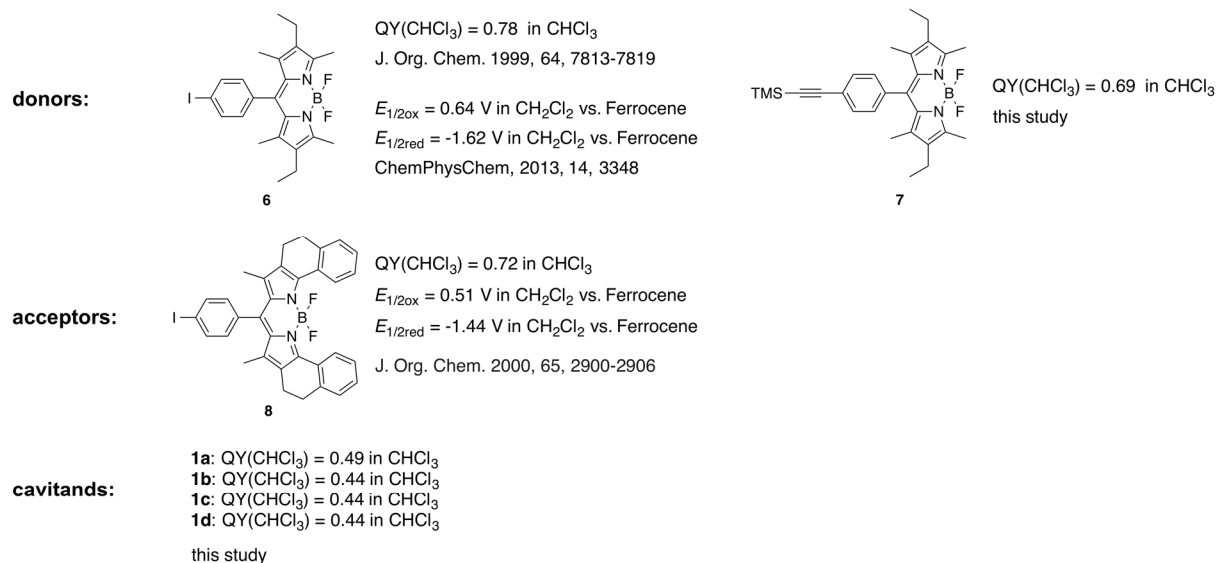 donors:
I
N
N
B
F
F
6
QY(CHCl3) = 0.78 in CHCl3
J. Org. Chem. 1999, 64, 7813-7819
E1/2ox = 0.64 V in CH2Cl2 vs. Ferrocene
E1/2red = -1.62 V in CH2Cl2 vs. Ferrocene
ChemPhysChem, 2013, 14, 3348
TMS
N
N
B
F
F
7
QY(CHCl3) = 0.69 in CHCl3
this study
acceptors:
I
N
N
B
F
F
8
QY(CHCl3) = 0.72 in CHCl3
E1/2ox = 0.51 V in CH2Cl2 vs. Ferrocene
E1/2red = -1.44 V in CH2Cl2 vs. Ferrocene
J. Org. Chem. 2000, 65, 2900-2906
cavitands:
1a: QY(CHCl3) = 0.49 in CHCl3
1b: QY(CHCl3) = 0.44 in CHCl3
1c: QY(CHCl3) = 0.44 in CHCl3
1d: QY(CHCl3) = 0.44 in CHCl3
this study